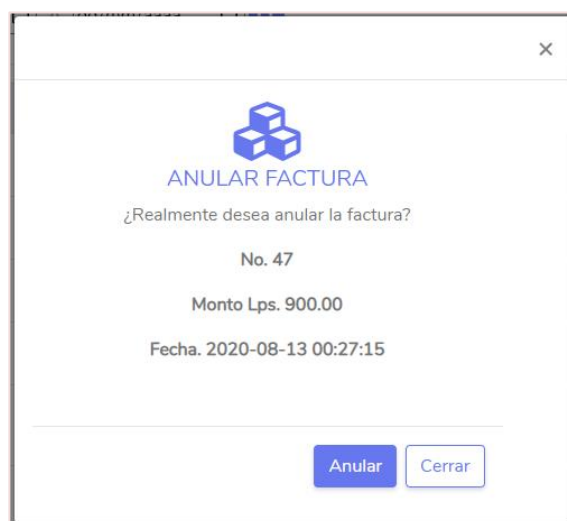 ×
ANULAR FACTURA
¿Realmente desea anular la factura?
No. 47
Monto Lps. 900.00
Fecha. 2020-08-13 00:27:15
Anular Cerrar